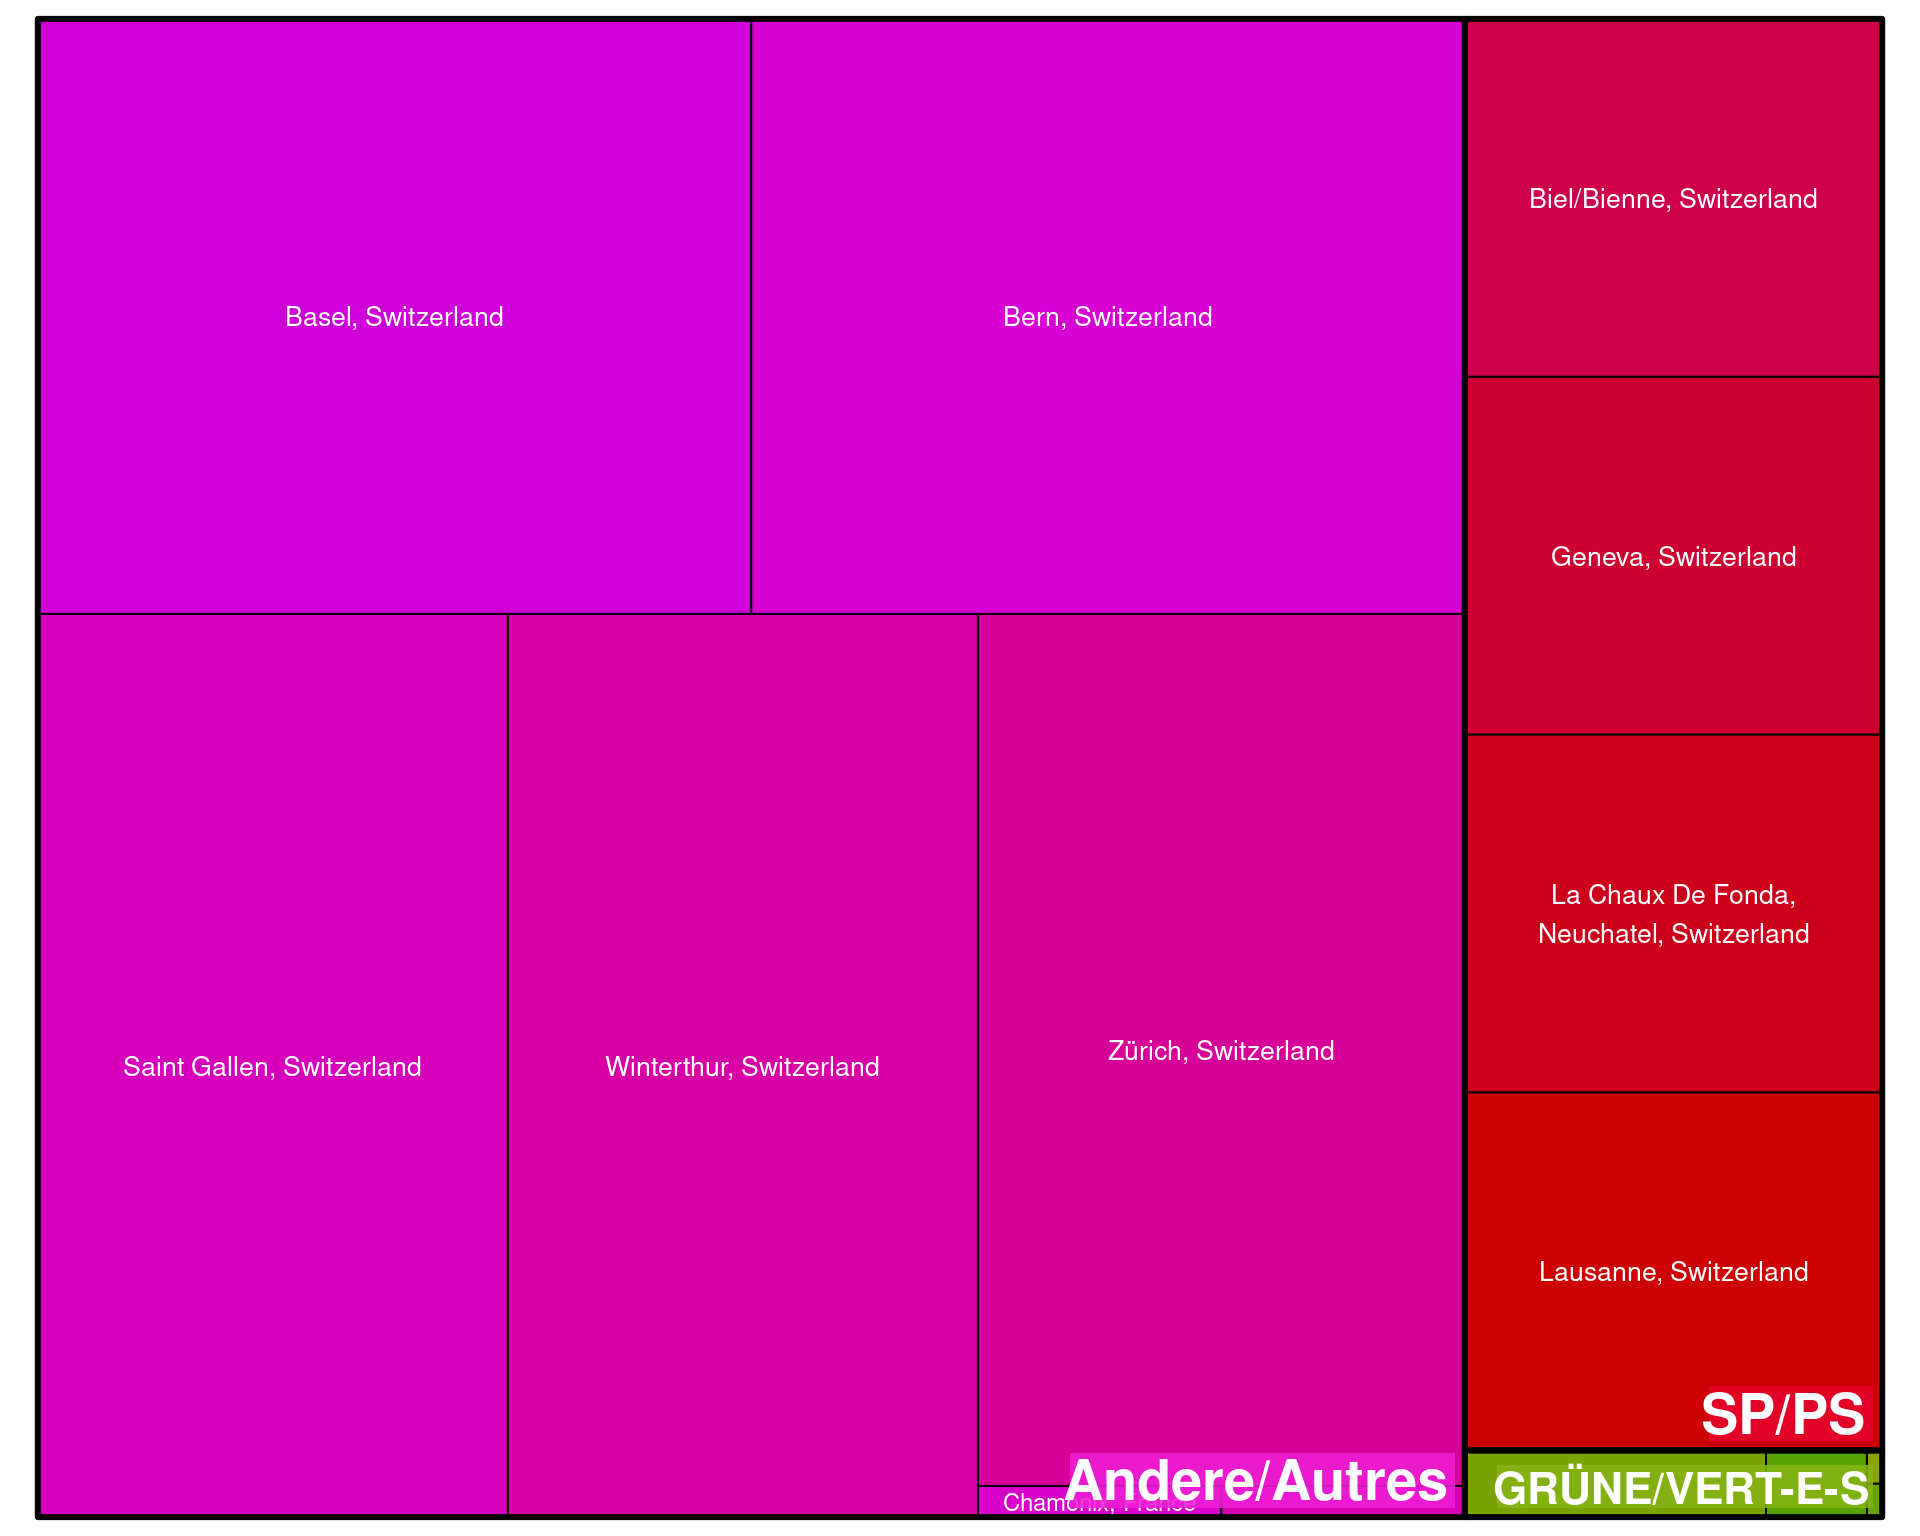 Basel, Switzerland
Bern, Switzerland
Biel/Bienne, Switzerland
Geneva, Switzerland
La Chaux De Fonda,
Neuchatel, Switzerland
Saint Gallen, Switzerland
Winterthur, Switzerland
Zürich, Switzerland
Lausanne, Switzerland
SP/PS
Andere/Autres
Chamonix, France
GRÜNE/VERT-E-S